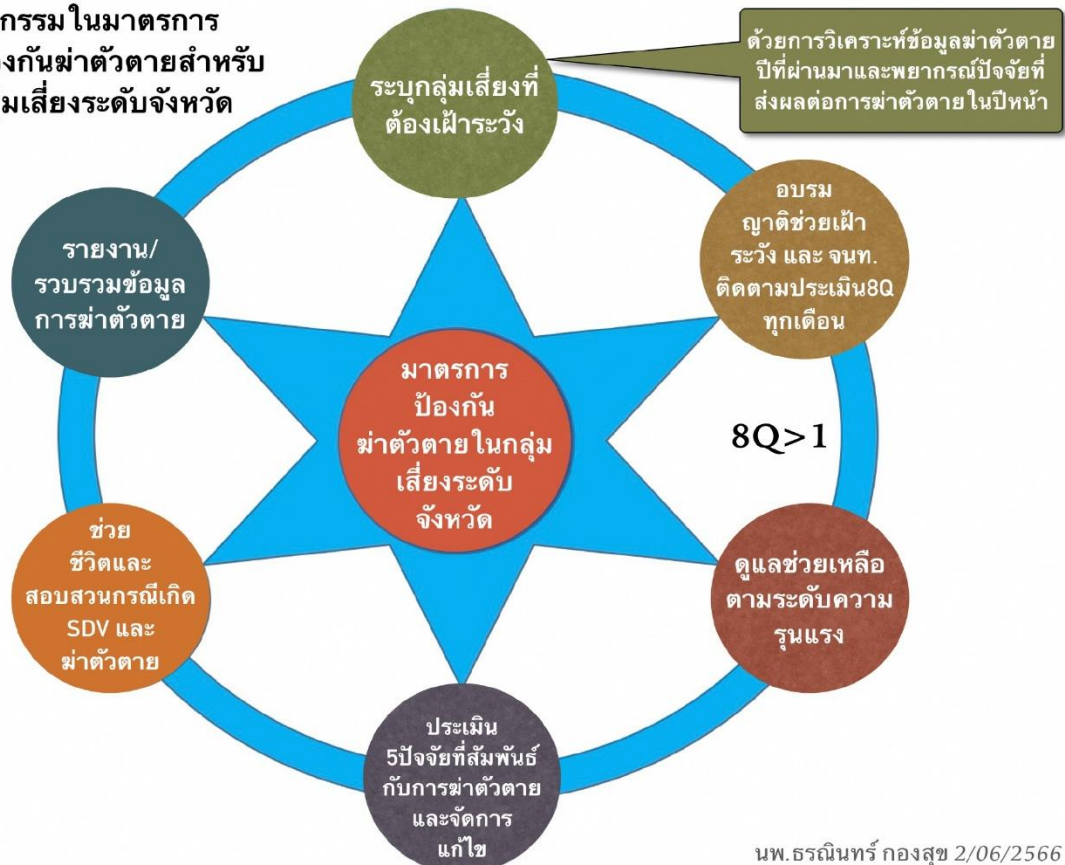 กรรมในมาตรการ
องกันฆ่าตัวตายสำหรับ
มเสี่ยงระดับจังหวัด
ด้วยการวิเคราะห์ข้อมูลฆ่าตัวตาย
ปีที่ผ่านมาและพยากรณ์ปัจจัยที่
ส่งผลต่อการฆ่าตัวตายในปีหน้า
ระบุกลุ่มเสี่ยงที่
ต้องเฝ้าระวัง
อบรม
ญาติช่วยเฝ้า
ระวัง และ จนท.
ติดตามประเมิน8Q
ทุกเดือน
8Q>1
ดูแลช่วยเหลือ
ตามระดับความ
รุนแรง
ประเมิน
5ปัจจัยที่สัมพันธ์
กับการฆ่าตัวตาย
และจัดการ
แก้ไข
ช่วย
ชีวิตและ
สอบสวนกรณีเกิด
SDV และ
ฆ่าตัวตาย
รายงาน/
รวบรวมข้อมูล
การฆ่าตัวตาย
มาตรการ
ป้องกัน
ฆ่าตัวตายในกลุ่ม
เสี่ยงระดับ
จังหวัด
นพ.ธรณินทร์ กองสุข 2/06/2566